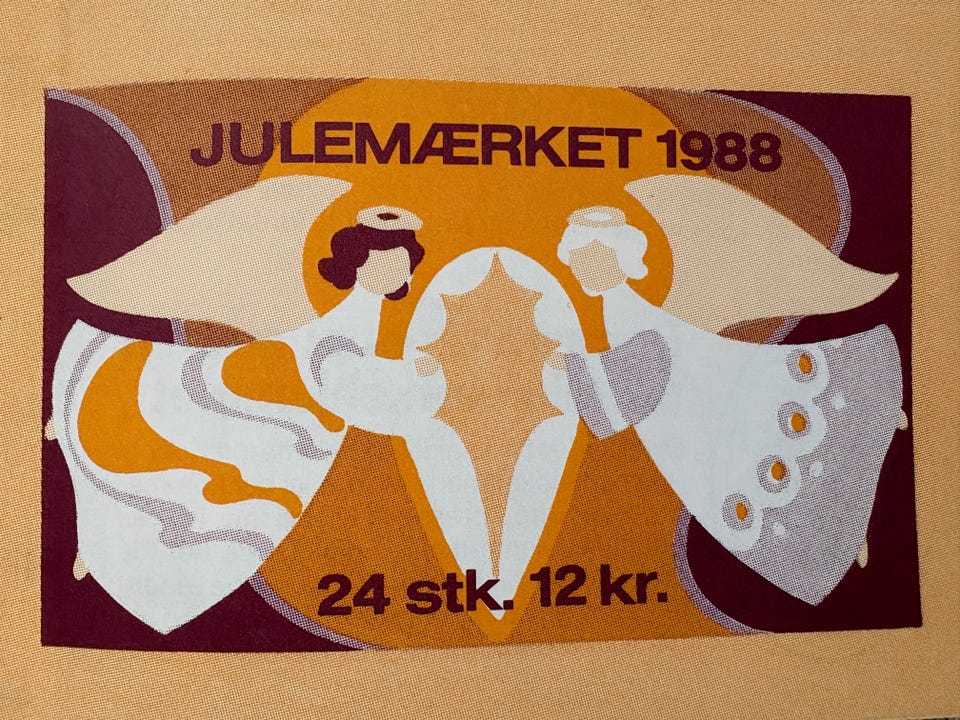 JULEMÆRKET 1988
24 stk. 12 kr.